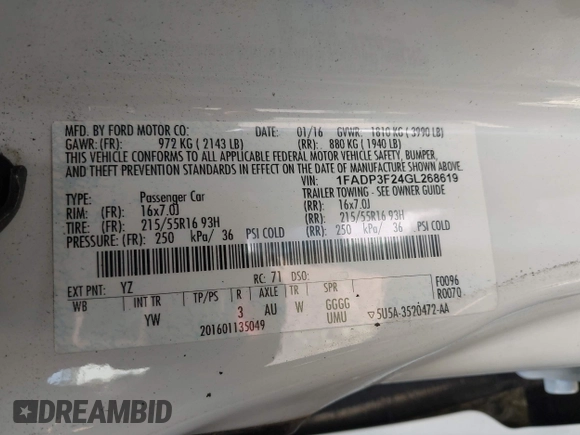 MFD. BY FORD MOTOR CO: DATE: 01/16 GVWR: 1810 KG ( 3990 LB)
GAWR:(FR): 972 KG ( 2143 LB) (RR): 880 KG ( 1940 LB)
THIS VEHICLE CONFORMS TO ALL APPLICABLE FEDERAL MOTOR VEHICLE SAFETY, BUMPER,
AND THEFT PREVENTION STANDARDS IN EFFECT ON THE DATE OF MANUFACTURE SHOWN ABOVE.
VIN: 1FADP3F24GL268619
TYPE: Passenger Car TRAILER TOWING - SEE OWNER MANUAL
RIM: (FR): 16x7.0J (RR): 16x7.0J
TIRE: (FR): 215/55R16 93H (RR): 215/55R16 93H
PRESSURE: (FR): 250 kPa/ 36 PSI COLD (RR): 250 kPa/ 36 PSI COLD
RC: 71 DSO:
EXT PNT: YZ F0096
WB INT TR TP/PS R AXLE TR SPR R0070
YW 3 AU W GGGG
UMU
201601135049 5U5A-3520472-AA
DREAMBID